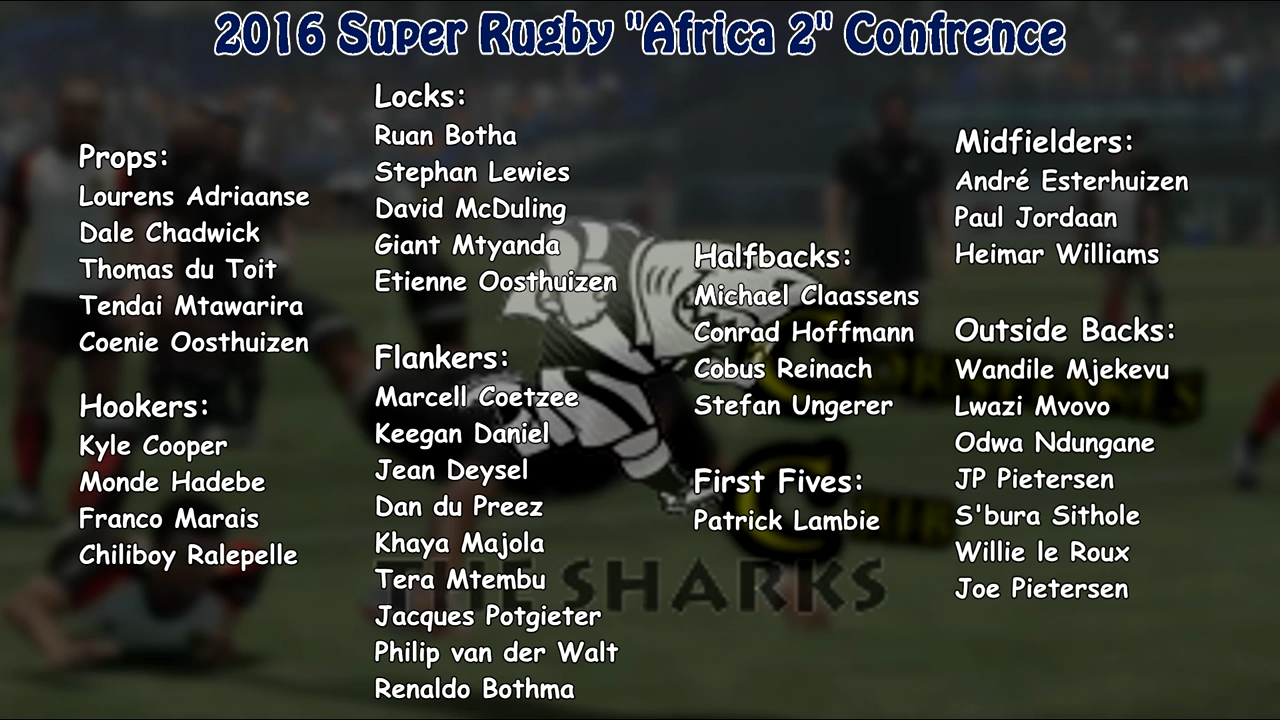 2016 Super Rugby "Africa 2" Confrence
Props:
Lourens Adriaanse
Dale Chadwick
Thomas du Toit
Tendai Mtawarira
Coenie Oosthuizen
Hookers:
Kyle Cooper
Monde Hadebe
Franco Marais
Chiliboy Ralepelle
Locks:
Ruan Botha
Stephan Lewies
David McDuling
Giant Mtyanda
Etienne Oosthuizen
Flankers:
Marcell Coetzee
Keegan Daniel
Jean Deysel
Dan du Preez
Khaya Majola
Tera Mtembu
Jacques Potgieter
Philip van der Walt
Renaldo Bothma
Halfbacks:
Michael Claassens
Conrad Hoffmann
Cobus Reinach
Stefan Ungerer
First Fives:
Patrick Lambie
Midfielders:
André Esterhuizen
Paul Jordaan
Heimar Williams
Outside Backs:
Wandile Mjekevu
Lwazi Mvovo
Odwa Ndungane
JP Pietersen
S'bura Sithole
Willie le Roux
Joe Pietersen
THE SHARKS